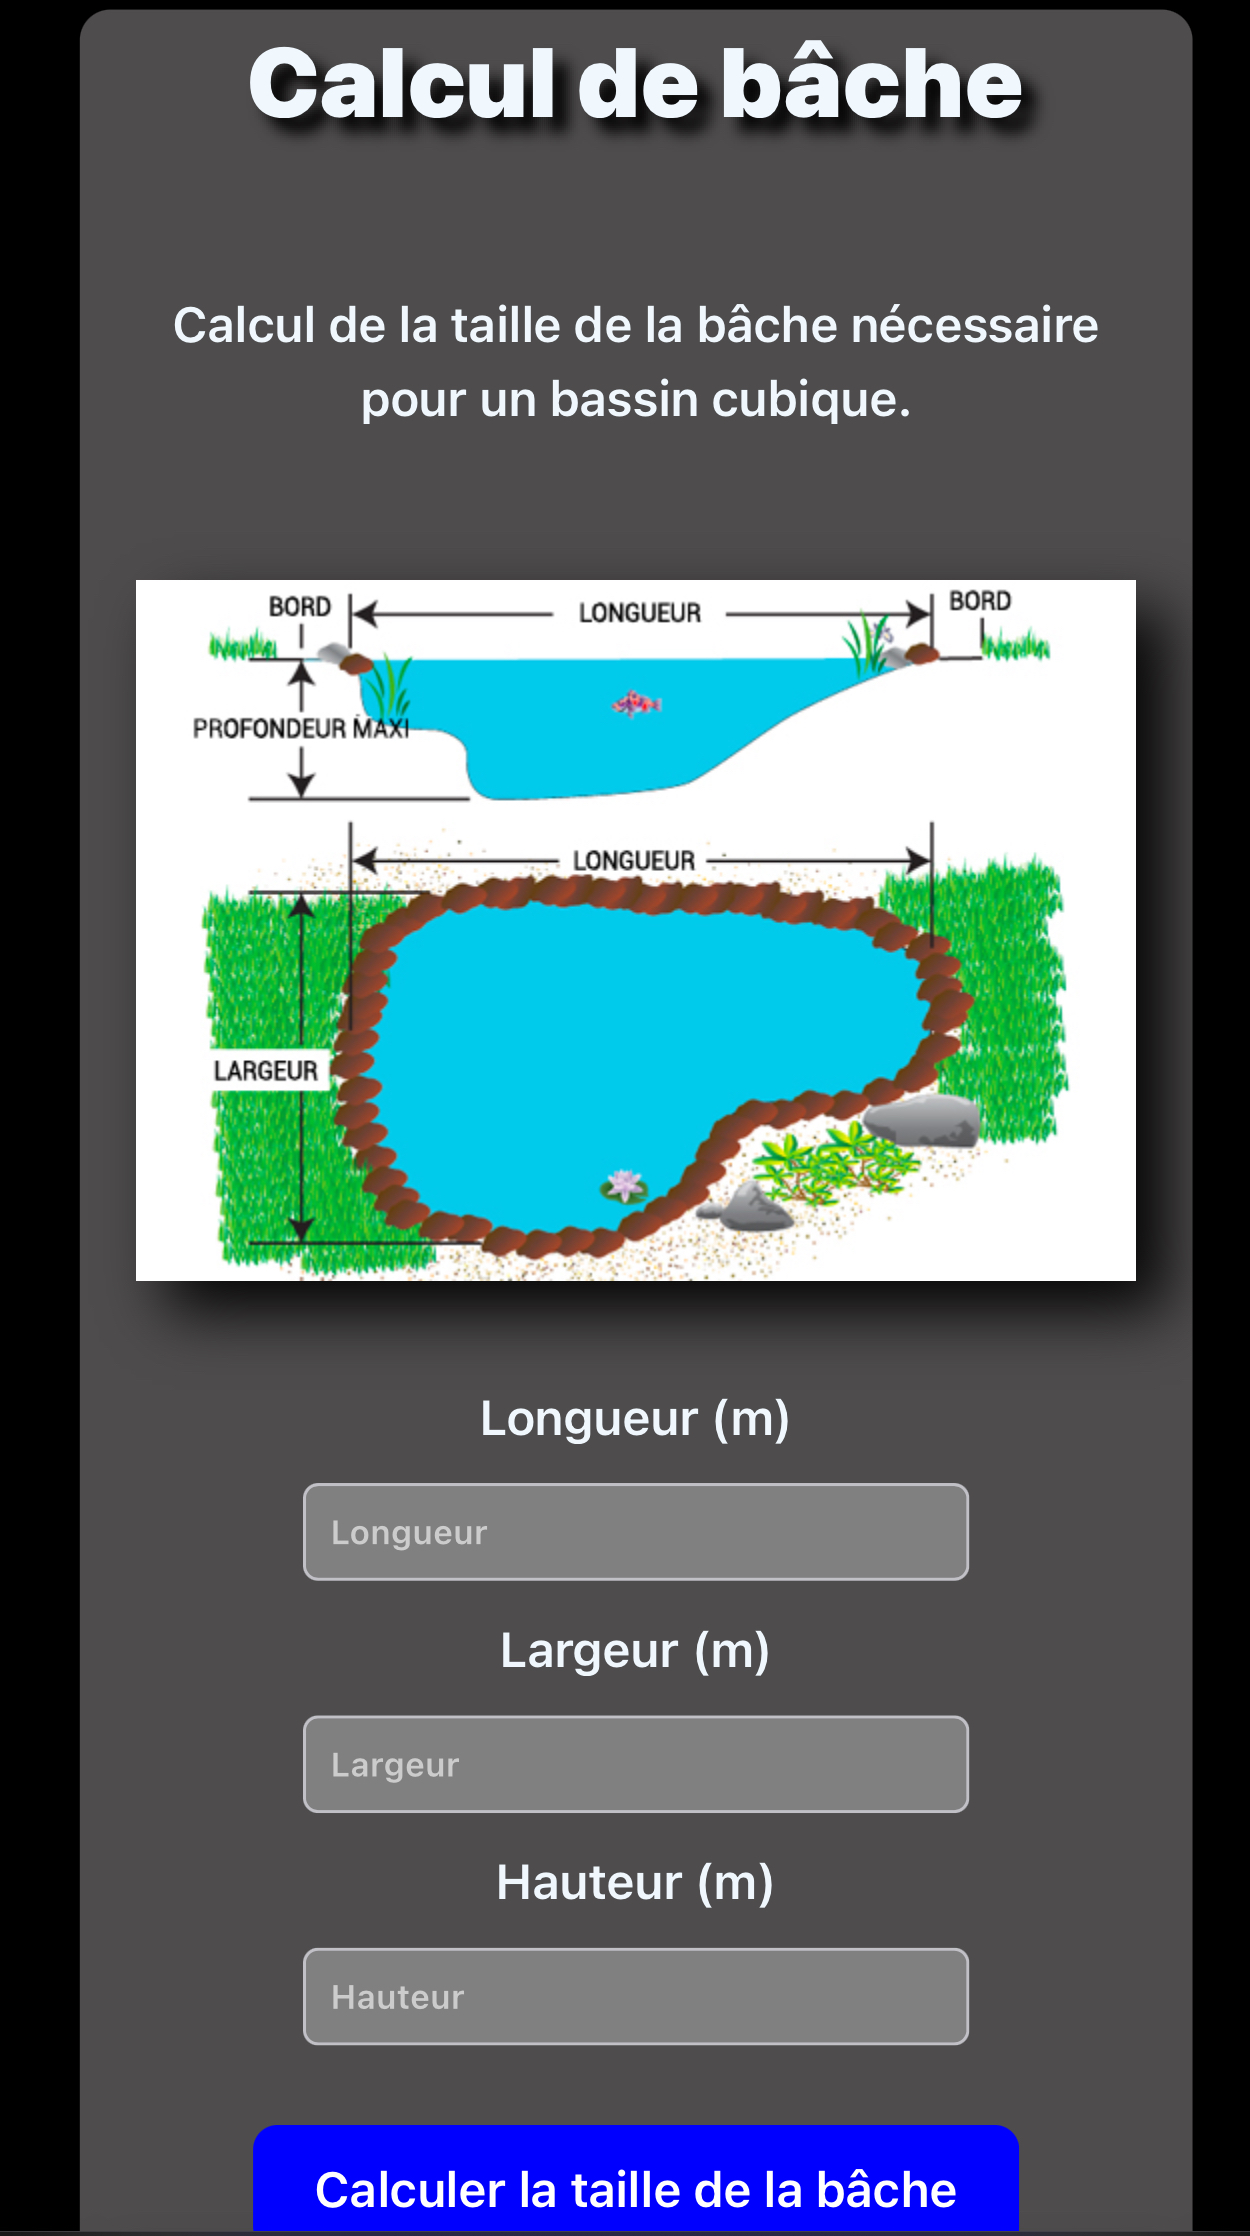 Calcul de bâche
Calcul de la taille de la bâche nécessaire
pour un bassin cubique.
BORD
LONGUEUR
BORD
PROFONDEUR MAXI
LONGUEUR
LARGEUR
Longueur (m)
Longueur
Largeur (m)
Largeur
Hauteur (m)
Hauteur
Calculer la taille de la bâche